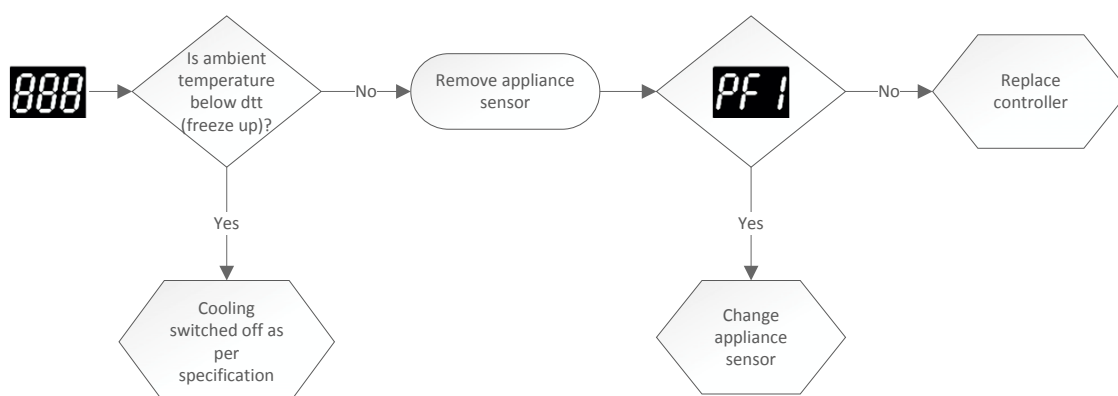 888
Is ambient
temperature
below dtt
(freeze up)?
No
Remove appliance
sensor
PF1
No
Replace
controller
Yes
Cooling
switched off as
per
specification
Yes
Change
appliance
sensor